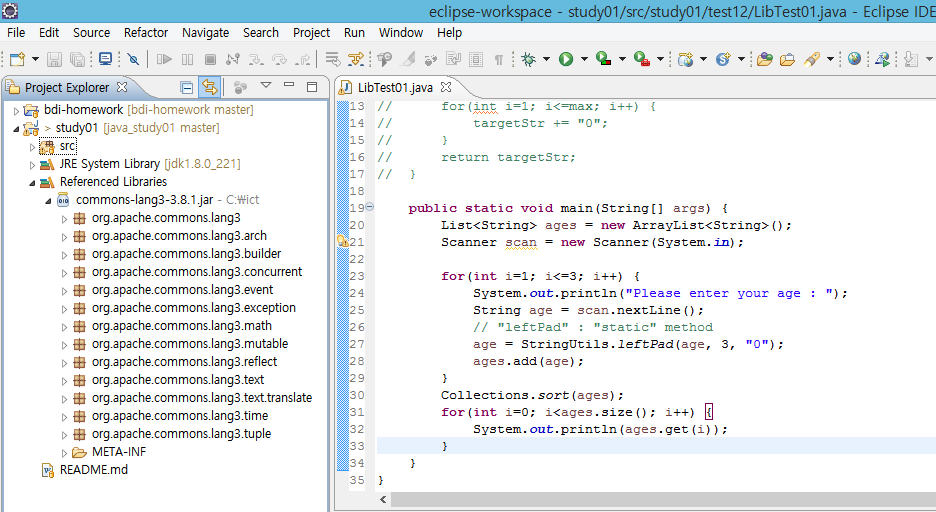 eclipse-workspace - study01/src/study01/test12/LibTest01.java - Eclipse IDE
File Edit Source Refactor Navigate Search Project Run Window Help
Project Explorer
bdi-homework [bdi-homework master]
> study01 [java_study01 master]
src
JRE System Library [jdk1.8.0_221]
Referenced Libraries
commons-lang3-3.8.1.jar - C:₩ict
org.apache.commons.lang3
org.apache.commons.lang3.arch
org.apache.commons.lang3.builder
org.apache.commons.lang3.concurrent
org.apache.commons.lang3.event
org.apache.commons.lang3.exception
org.apache.commons.lang3.math
org.apache.commons.lang3.mutable
org.apache.commons.lang3.reflect
org.apache.commons.lang3.text
org.apache.commons.lang3.text.translate
org.apache.commons.lang3.time
org.apache.commons.lang3.tuple
META-INF
README.md
LibTest01.java
13 //      for(int i=1; i<=max; i++) {
14 //          targetStr += "0";
15 //      }
16 //      return targetStr;
17 //  }
18
19     public static void main(String[] args) {
20         List<String> ages = new ArrayList<String>();
21         Scanner scan = new Scanner(System.in);
22
23         for(int i=1; i<=3; i++) {
24             System.out.println("Please enter your age : ");
25             String age = scan.nextLine();
26             // "leftPad" : "static" method
27             age = StringUtils.leftPad(age, 3, "0");
28             ages.add(age);
29         }
30         Collections.sort(ages);
31         for(int i=0; i<ages.size(); i++) {
32             System.out.println(ages.get(i));
33         }
34     }
35 }